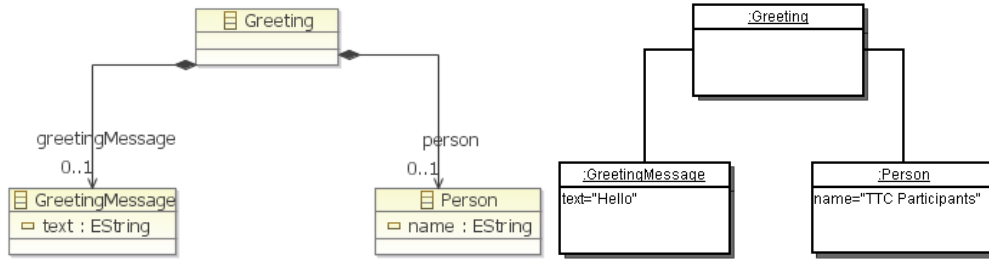 Greeting
greetingMessage
0..1
person
0..1
GreetingMessage
text : EString
Person
name : EString
:Greeting
:GreetingMessage
text="Hello"
:Person
name="TTC Participants"